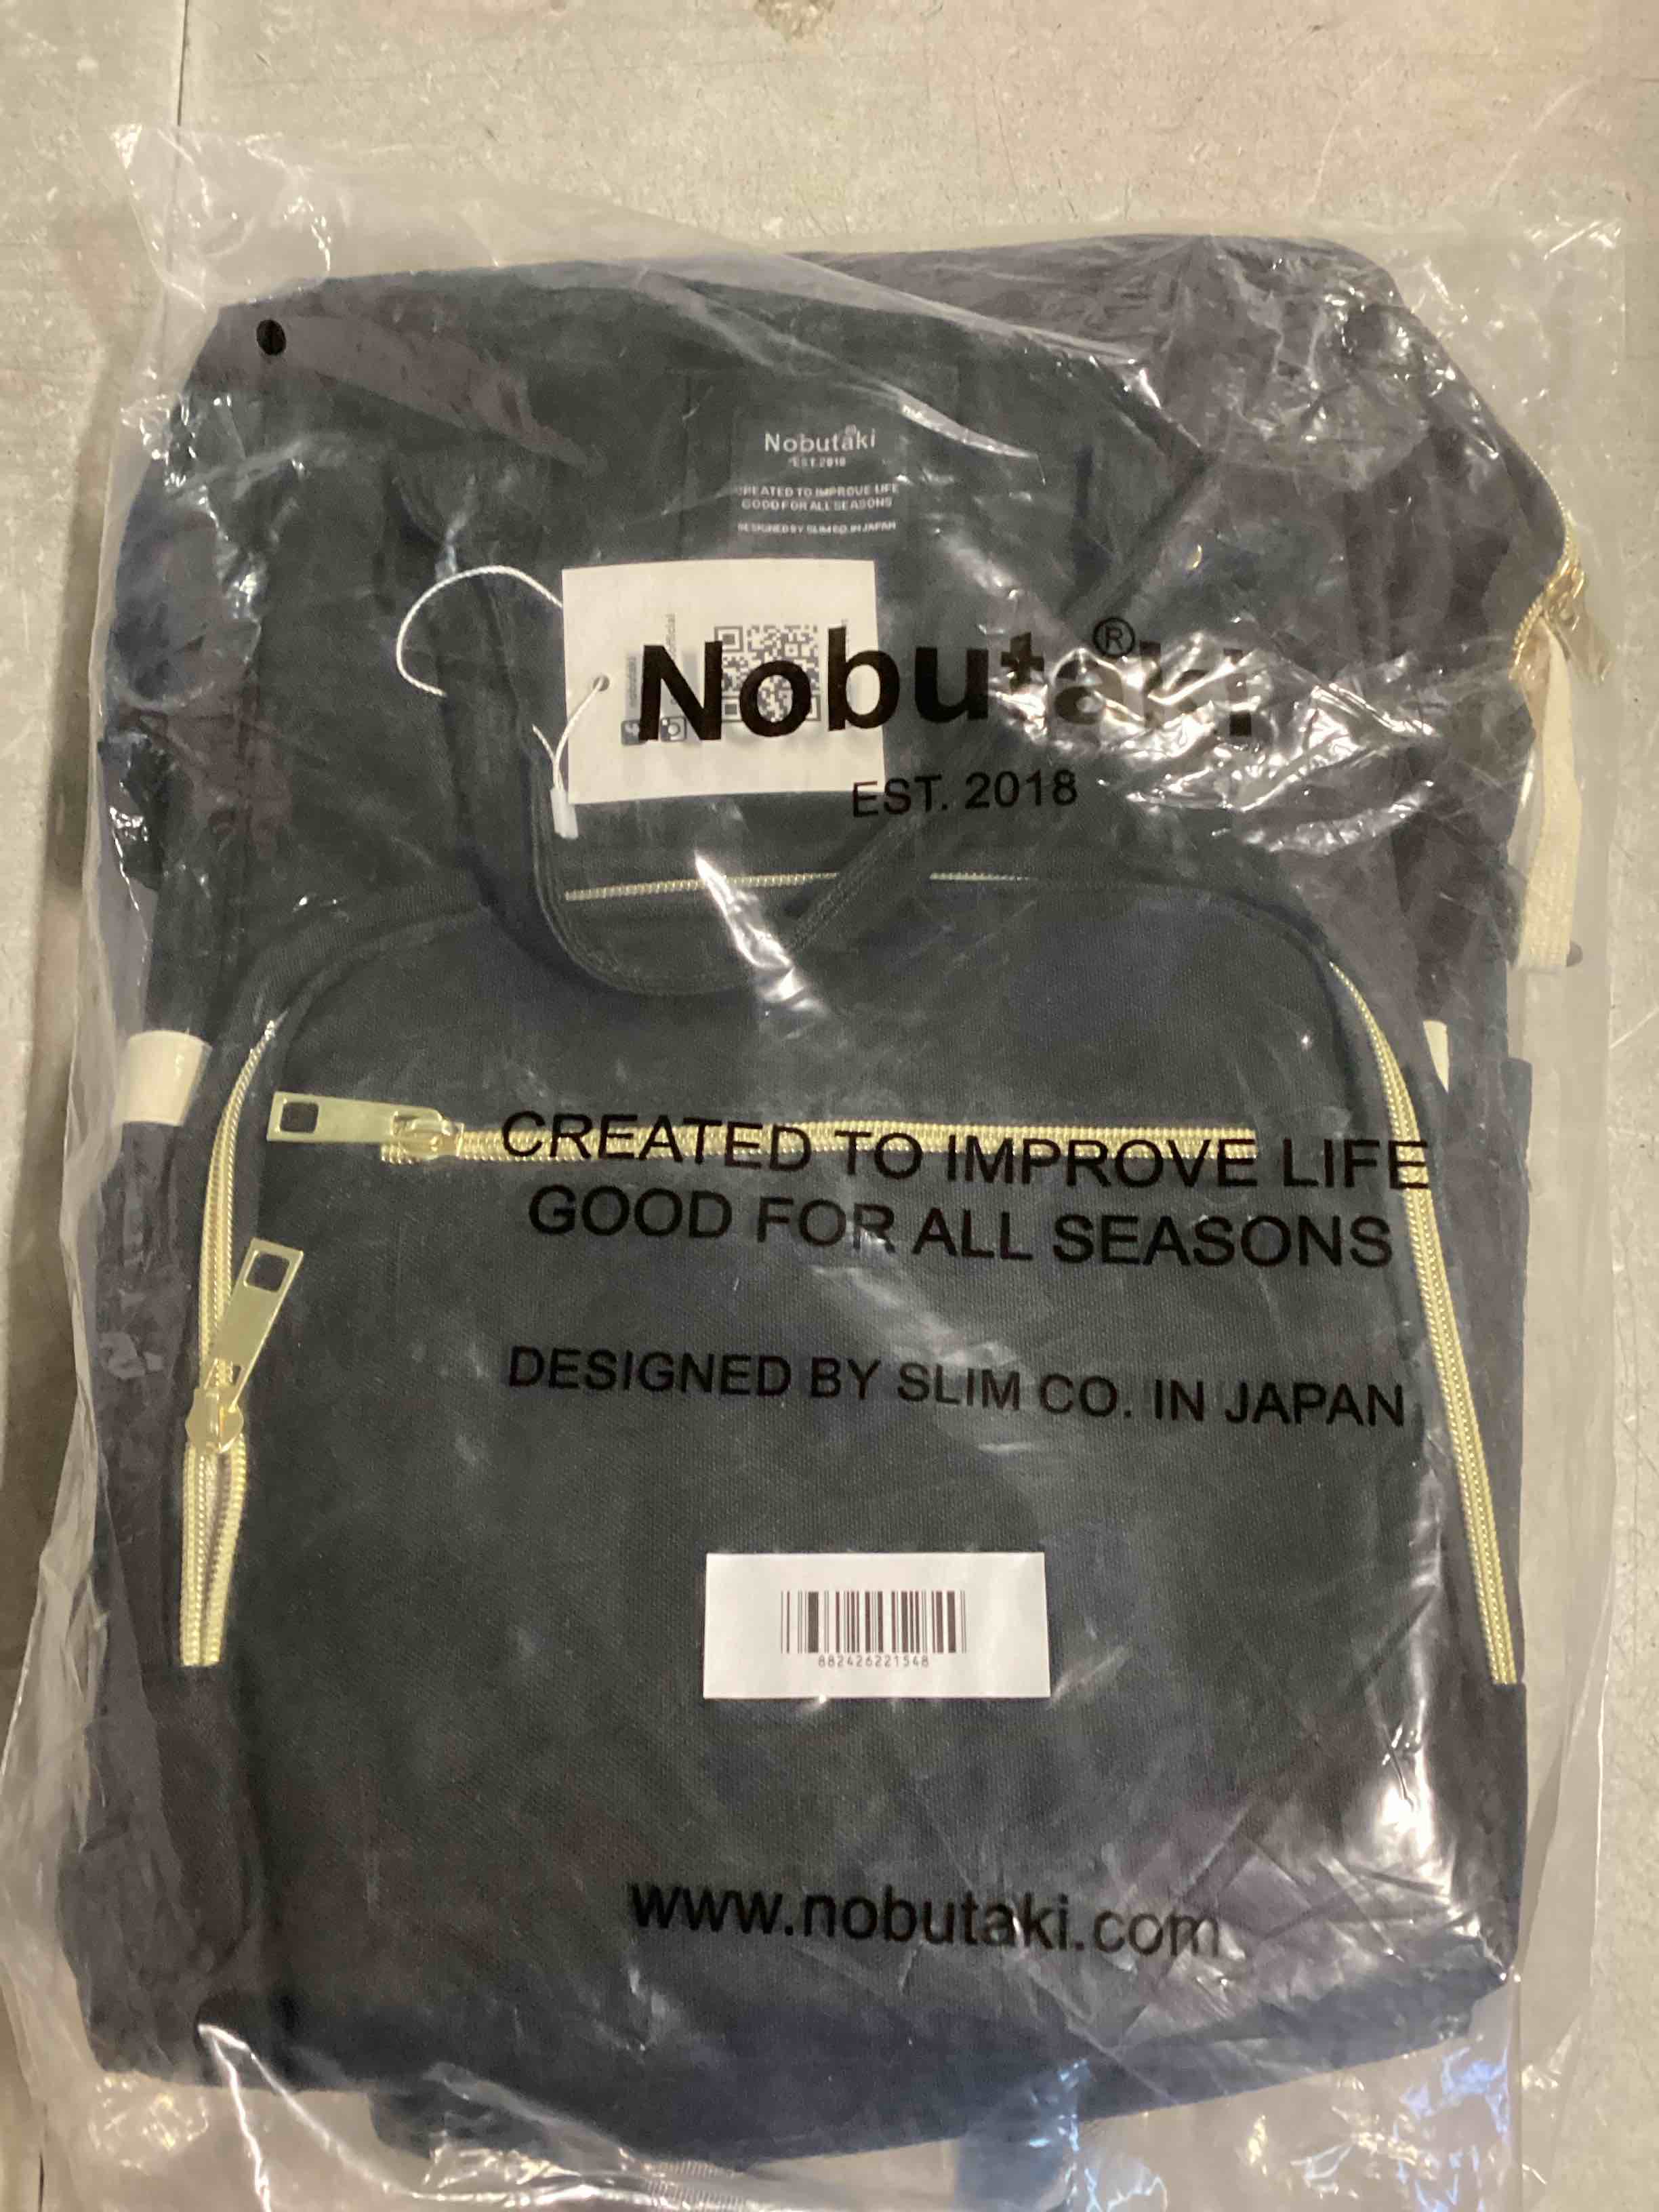 Nobutaki®
EST.2018
CREATED TO IMPROVE LIFE
GOOD FOR ALL SEASONS
DESIGNED BY SLIM CO. IN JAPAN
Nobutaki®
EST. 2018
CREATED TO IMPROVE LIFE
GOOD FOR ALL SEASONS
DESIGNED BY SLIM CO. IN JAPAN
882426221548
www.nobutaki.com